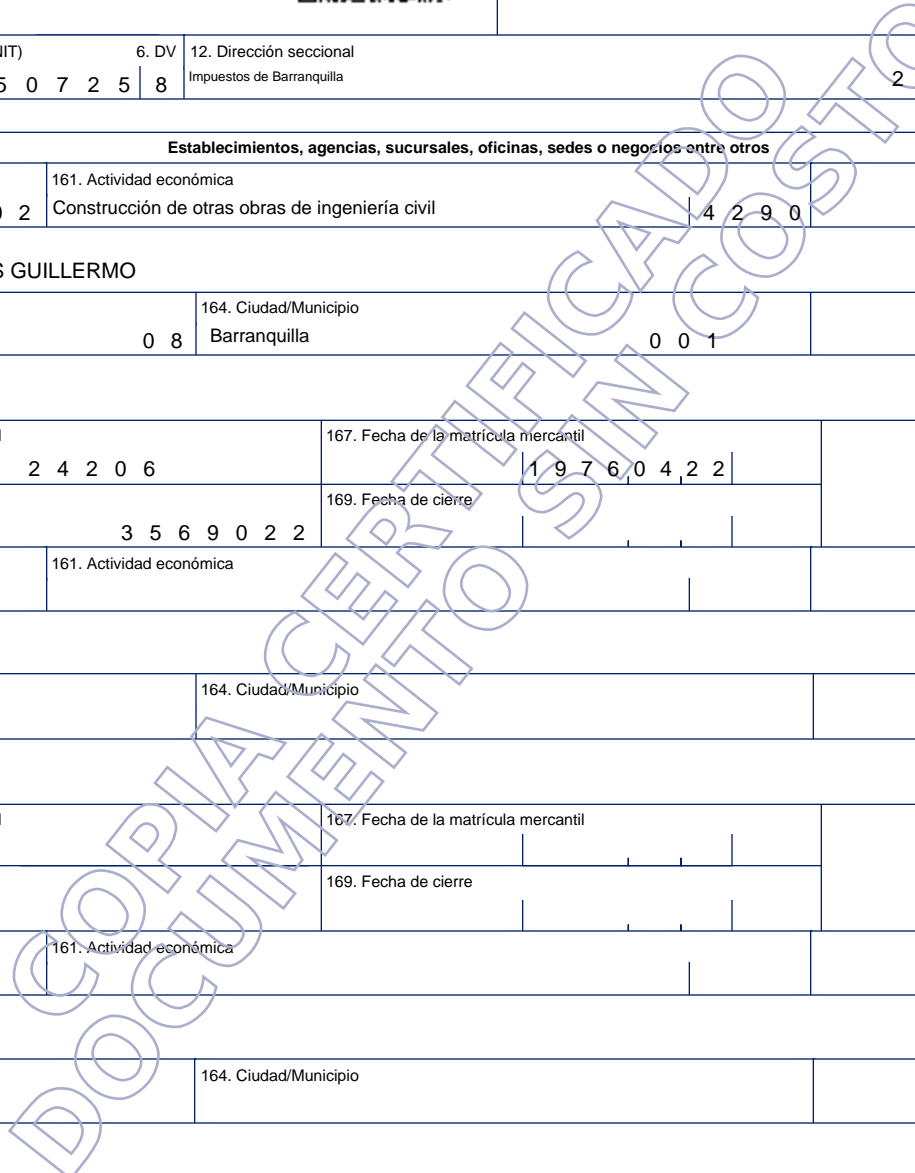 NIT) 6. DV 12. Dirección seccional
5 0 7 2 5 8 Impuestos de Barranquilla 2
Establecimientos, agencias, sucursales, oficinas, sedes o negocios entre otros
161. Actividad económica
0 2 Construcción de otras obras de ingeniería civil 4 2 9 0
S GUILLERMO
164. Ciudad/Municipio
0 8 Barranquilla 0 0 1
167. Fecha de la matrícula mercantil
2 4 2 0 6 1 9 7 6 0 4 2 2
169. Fecha de cierre
3 5 6 9 0 2 2
161. Actividad económica
164. Ciudad/Municipio
167. Fecha de la matrícula mercantil
169. Fecha de cierre
161. Actividad económica
164. Ciudad/Municipio
COPIA CERTIFICADO
DOCUMENTO SIN COSTO